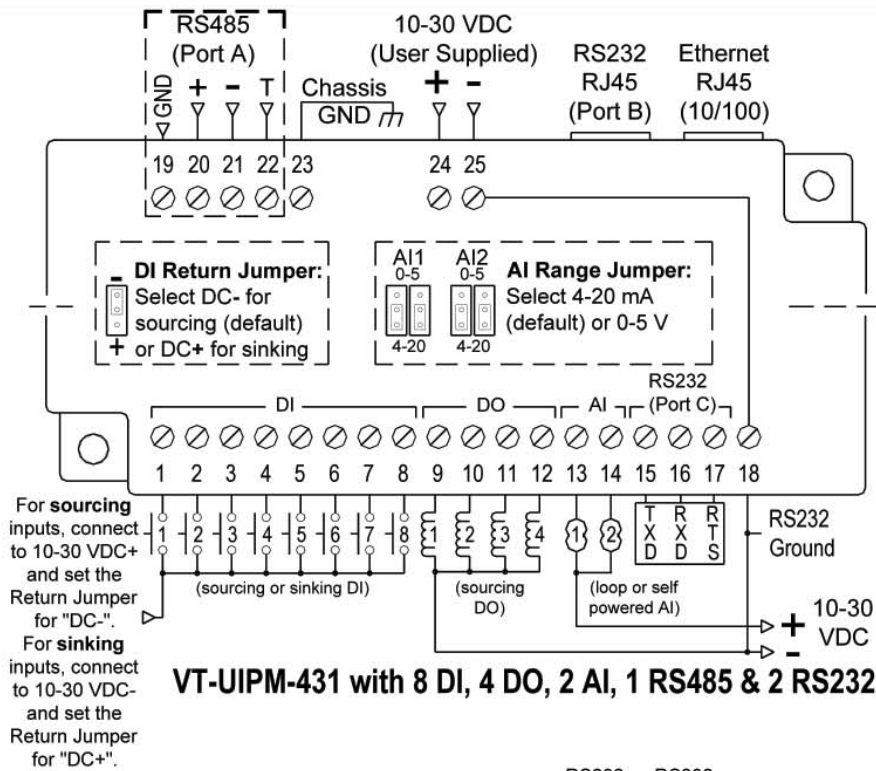 RS485
(Port A)
GND + - T
Chassis
GND
10-30 VDC
(User Supplied)
+ -
RS232
RJ45
(Port B)
Ethernet
RJ45
(10/100)
19 20 21 22 23 24 25
-
+
DI Return Jumper:
Select DC- for
sourcing (default)
or DC+ for sinking
AI1
0-5
4-20
AI2
0-5
4-20
AI Range Jumper:
Select 4-20 mA
(default) or 0-5 V
DI
DO
AI
RS232
(Port C)
1 2 3 4 5 6 7 8 9 10 11 12 13 14 15 16 17 18
1 2 3 4 5 6 7 8
1 2 3 4
1 2
TXD
RXD
RTS
RS232
Ground
(sourcing or sinking DI)
(sourcing
DO)
(loop or self
powered AI)
+
-
10-30
VDC
For sourcing
inputs, connect
to 10-30 VDC+
and set the
Return Jumper
for "DC-".
For sinking
inputs, connect
to 10-30 VDC-
and set the
Return Jumper
for "DC+".
VT-UIPM-431 with 8 DI, 4 DO, 2 AI, 1 RS485 & 2 RS232